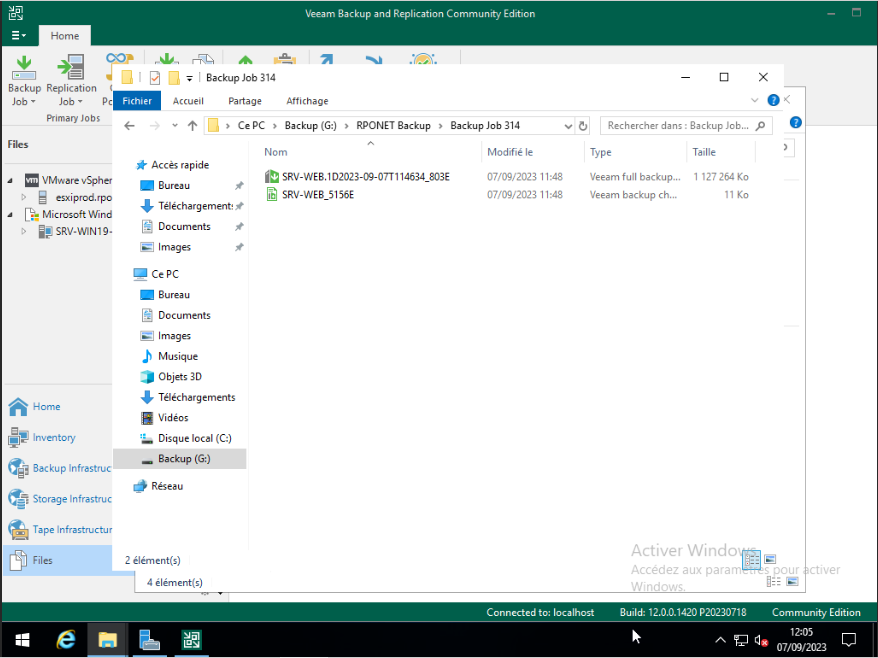 Veeam Backup and Replication Community Edition
Home
Backup Job
Replication Job
Primary Jobs
Backup Job 314
Fichier Accueil Partage Affichage
Ce PC > Backup (G:) > RPONET Backup > Backup Job 314
Rechercher dans : Backup Job...
Files
VMware vSpher
esxiprod.rpo
Microsoft Wind
SRV-WIN19-
Accès rapide
Bureau
Téléchargements
Documents
Images
Ce PC
Bureau
Documents
Images
Musique
Objets 3D
Téléchargements
Vidéos
Disque local (C:)
Backup (G:)
Réseau
Nom Modifié le Type Taille
SRV-WEB.1D2023-09-07T114634_803E 07/09/2023 11:48 Veeam full backup... 1 127 264 Ko
SRV-WEB_5156E 07/09/2023 11:48 Veeam backup ch... 11 Ko
Home
Inventory
Backup Infrastruc
Storage Infrastruc
Tape Infrastructur
Files
2 élément(s)
4 élément(s)
Activer Windows
Accédez aux paramètres pour activer
Windows.
Connected to: localhost Build: 12.0.0.1420 P20230718 Community Edition
12:05
07/09/2023